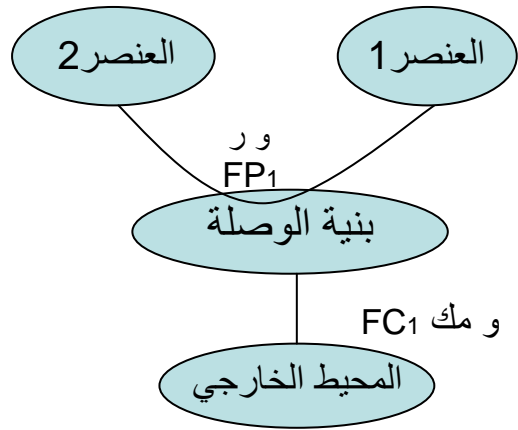 العنصر1
العنصر2
و ر
FP1
بنية الوصلة
و مك FC1
المحيط الخارجي